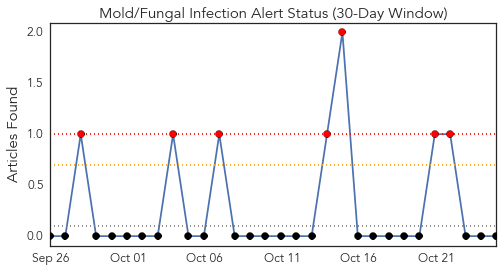 Mold/Fungal Infection Alert Status (30-Day Window)
Articles Found
2.0
1.5
1.0
0.5
0.0
Sep 26 Oct 01 Oct 06 Oct 11 Oct 16 Oct 21